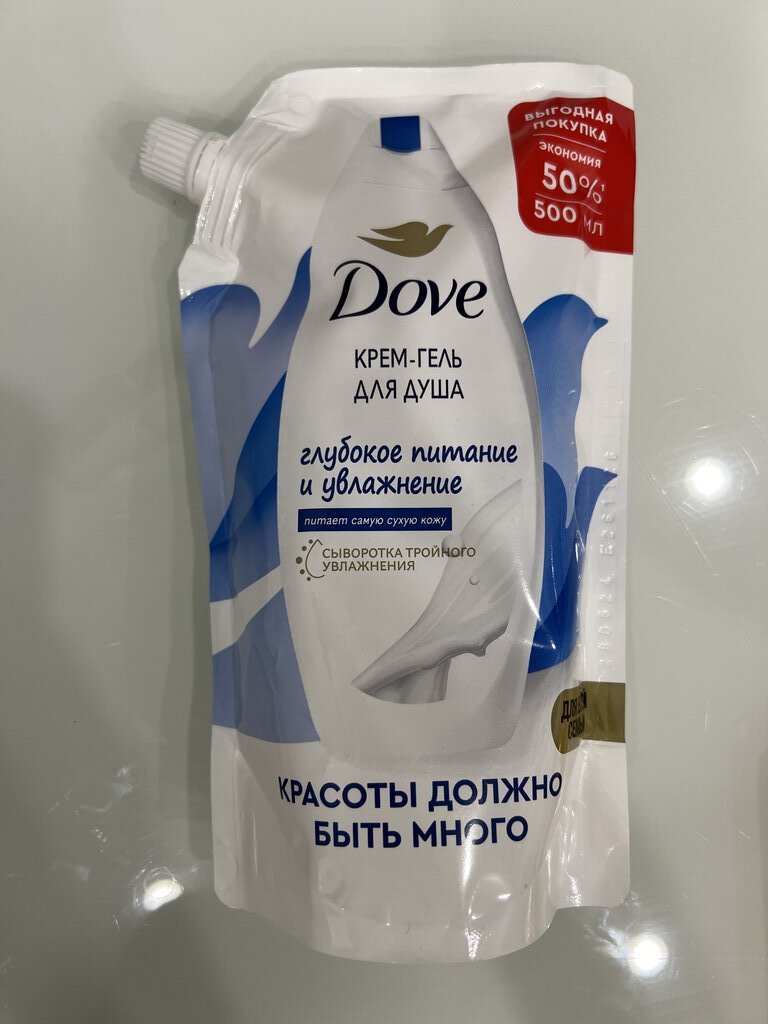 ВЫГОДНАЯ
ПОКУПКА
ЭКОНОМИЯ
50%¹
500 МЛ
Dove
КРЕМ-ГЕЛЬ
ДЛЯ ДУША
глубокое питание
и увлажнение
питает самую сухую кожу
СЫВОРОТКА ТРОЙНОГО
УВЛАЖНЕНИЯ
КРАСОТЫ ДОЛЖНО
БЫТЬ МНОГО